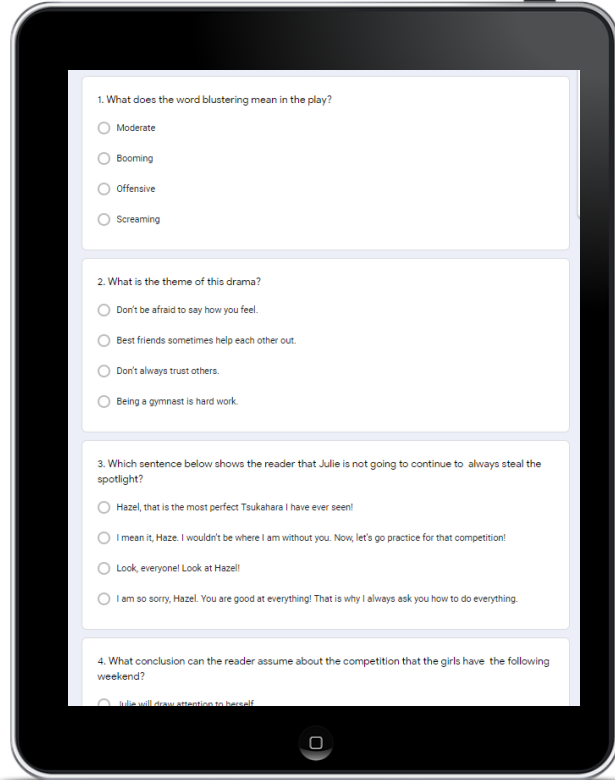 1. What does the word blustering mean in the play?
Moderate
Booming
Offensive
Screaming
2. What is the theme of this drama?
Don't be afraid to say how you feel.
Best friends sometimes help each other out.
Don't always trust others.
Being a gymnast is hard work.
3. Which sentence below shows the reader that Julie is not going to continue to always steal the
spotlight?
Hazel, that is the most perfect Tsukahara I have ever seen!
I mean it, Haze. I wouldn't be where I am without you. Now, let's go practice for that competition!
Look, everyone! Look at Hazel!
I am so sorry, Hazel. You are good at everything! That is why I always ask you how to do everything.
4. What conclusion can the reader assume about the competition that the girls have the following
weekend?
Julie will draw attention to herself